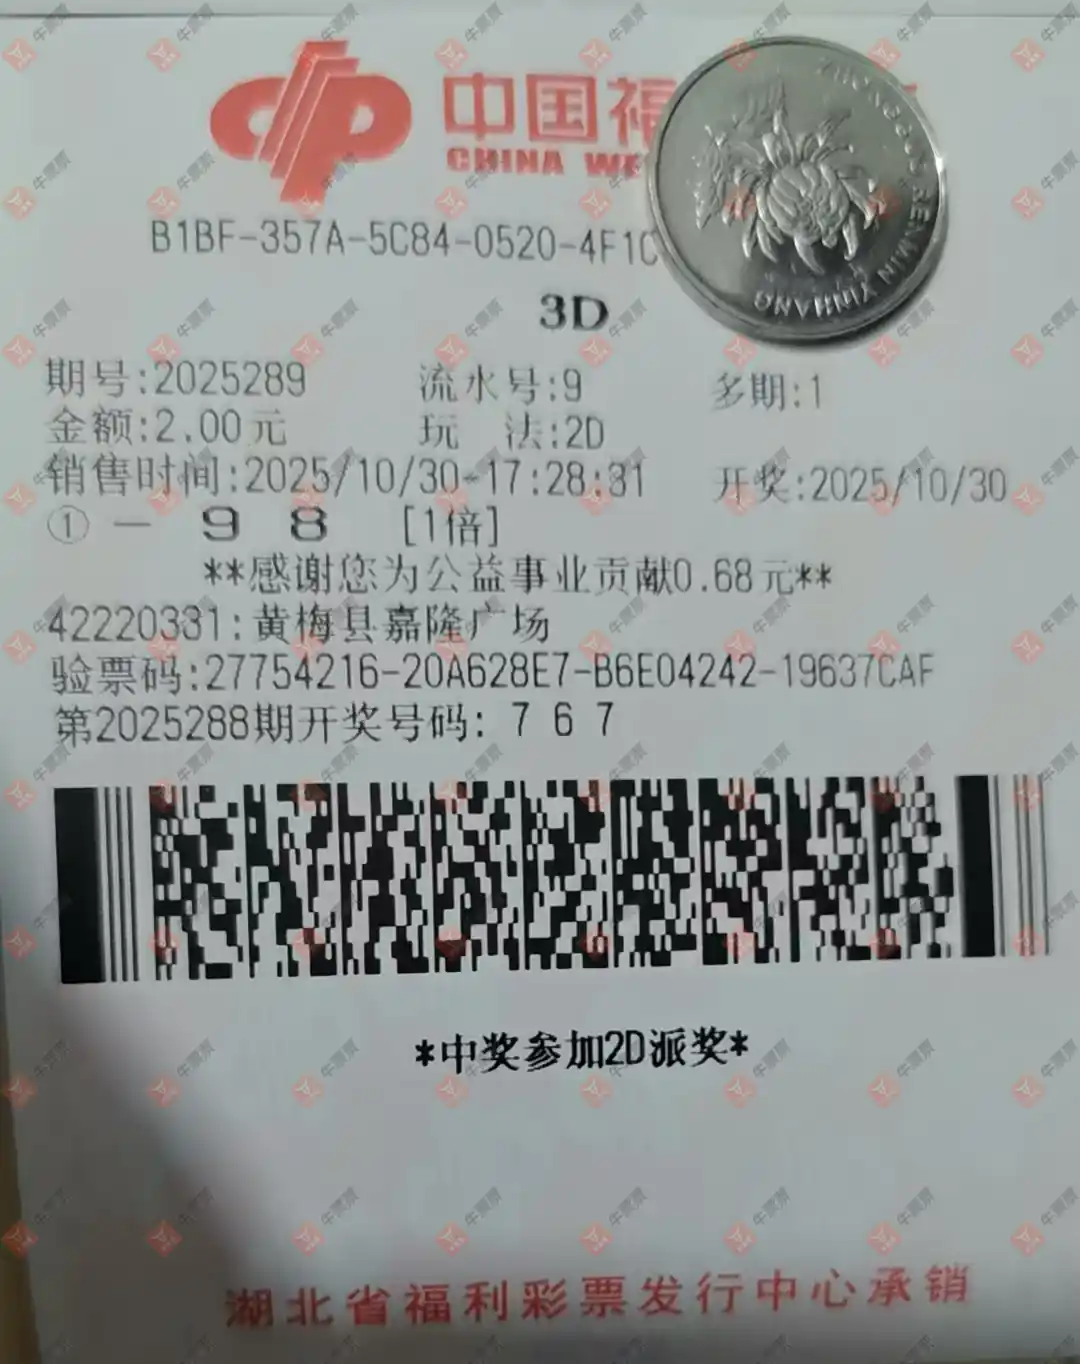 中国福
CHINA WE
ZHONGGUO RENMIN YINHANG
B1BF-357A-5C84-0520-4F1C
3D
期号:2025289 流水号:9 多期:1
金额:2.00元 玩 法:2D
销售时间:2025/10/30-17:28:31 开奖:2025/10/30
① — 9 8 [1倍]
**感谢您为公益事业贡献0.68元**
42220331:黄梅县嘉隆广场
验票码:27754216-20A628E7-B6E04242-19637CAF
第2025288期开奖号码: 7 6 7
*中奖参加2D派奖*
湖北省福利彩票发行中心承销
牛票票